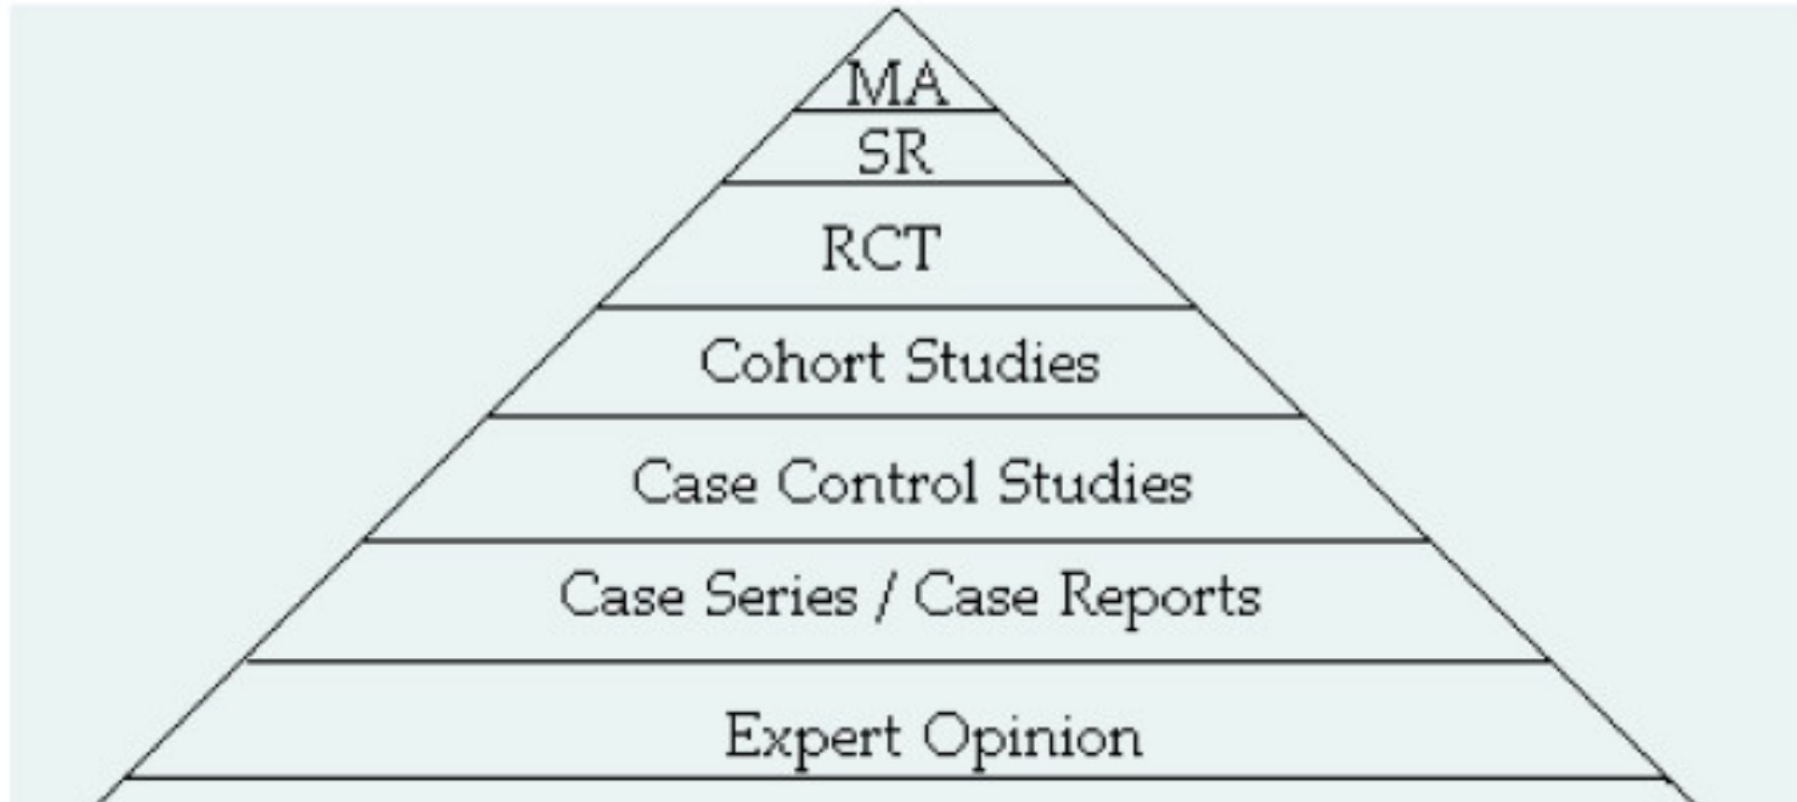 MA
SR
RCT
Cohort Studies
Case Control Studies
Case Series / Case Reports
Expert Opinion